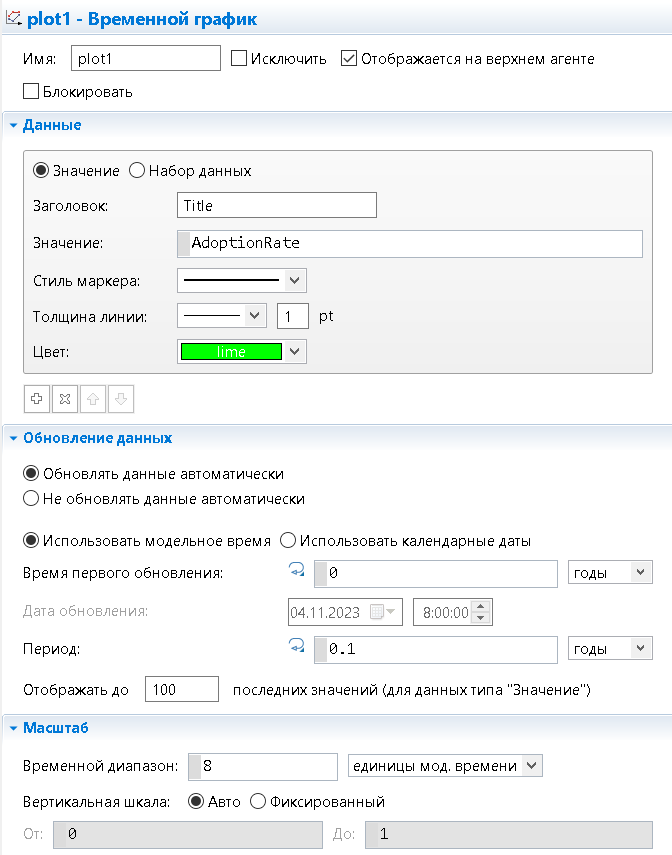 plot1 - Временной график
Имя: plot1 Исключить Отображается на верхнем агенте
Блокировать
Данные
Значение Набор данных
Заголовок: Title
Значение: AdoptionRate
Стиль маркера:
Толщина линии: 1 pt
Цвет: lime
Обновление данных
Обновлять данные автоматически
Не обновлять данные автоматически
Использовать модельное время Использовать календарные даты
Время первого обновления: 0 годы
Дата обновления: 04.11.2023 8:00:00
Период: 0.1 годы
Отображать до 100 последних значений (для данных типа "Значение")
Масштаб
Временной диапазон: 8 единицы мод. времени
Вертикальная шкала: Авто Фиксированный
От: 0 До: 1